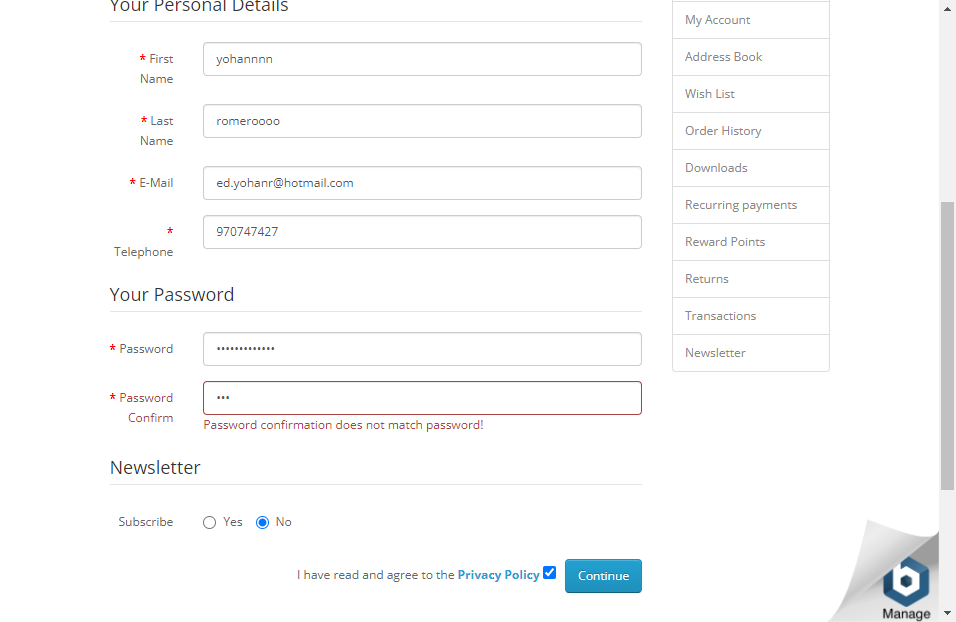 Your Personal Details
* First Name
yohannnn
* Last Name
romeroooo
* E-Mail
ed.yohanr@hotmail.com
* Telephone
970747427
Your Password
* Password
•••••••••••••
* Password Confirm
•••
Password confirmation does not match password!
Newsletter
Subscribe
Yes
No
I have read and agree to the Privacy Policy
Continue
My Account
Address Book
Wish List
Order History
Downloads
Recurring payments
Reward Points
Returns
Transactions
Newsletter
b
Manage